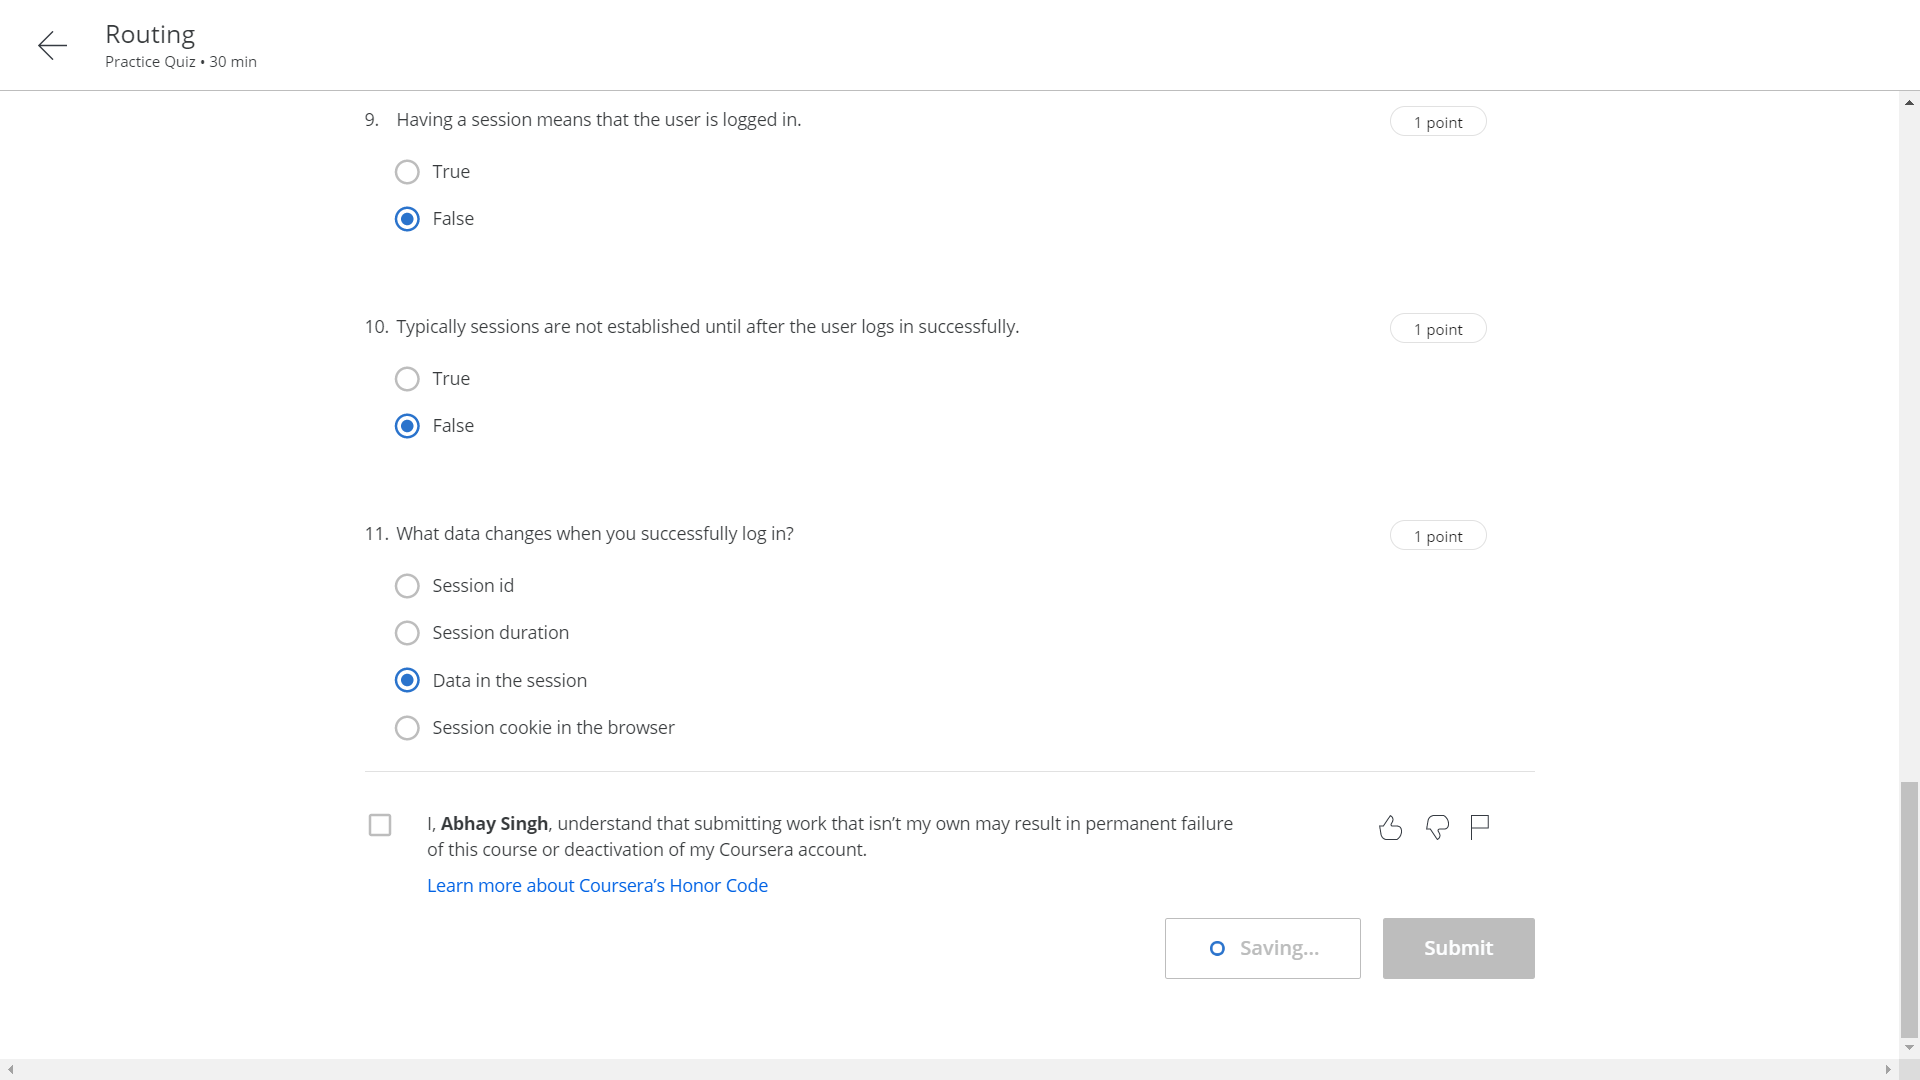 Routing
Practice Quiz • 30 min
9. Having a session means that the user is logged in.
1 point
True
False
10. Typically sessions are not established until after the user logs in successfully.
1 point
True
False
11. What data changes when you successfully log in?
1 point
Session id
Session duration
Data in the session
Session cookie in the browser
I, Abhay Singh, understand that submitting work that isn’t my own may result in permanent failure
of this course or deactivation of my Coursera account.
Learn more about Coursera’s Honor Code
Saving...
Submit